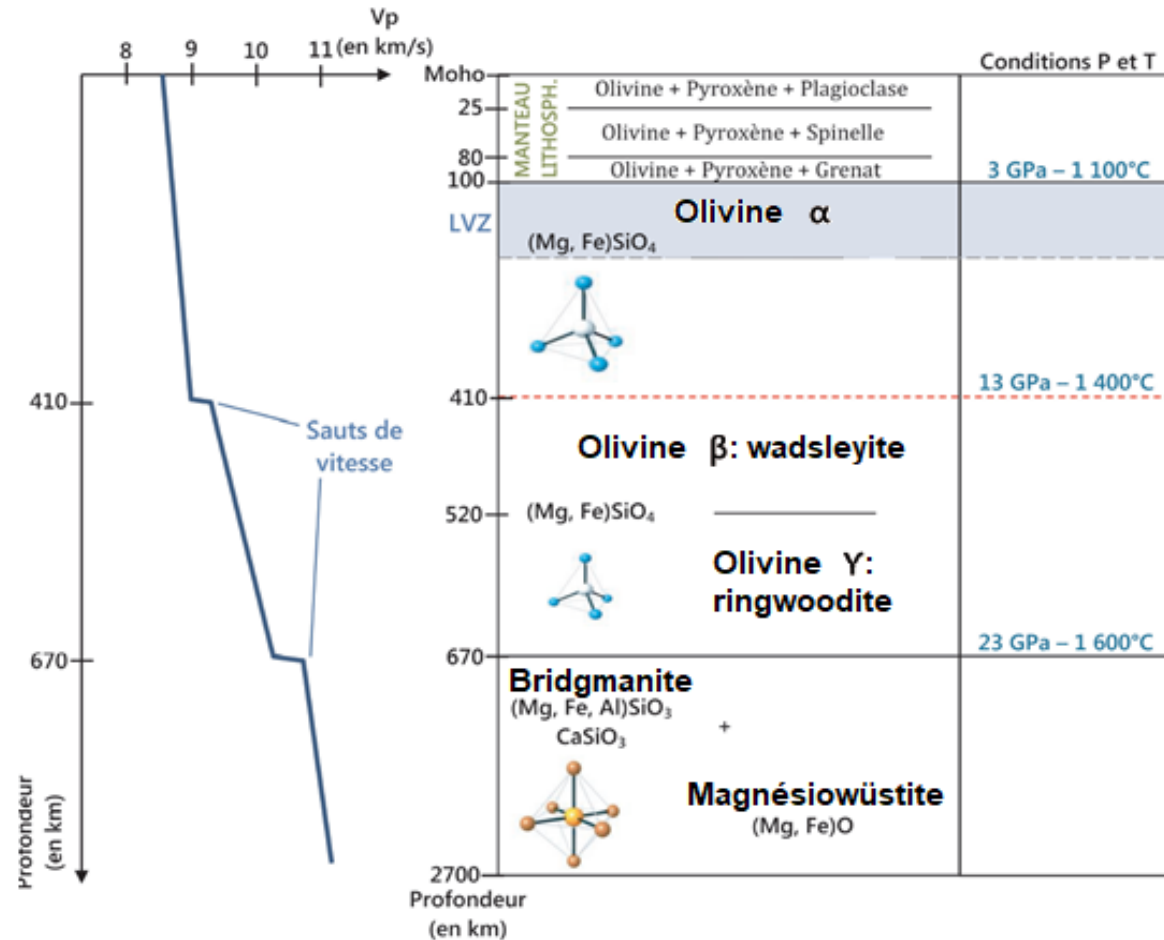 Vp
(en km/s)
8
9
10
11
410
670
Sauts de
vitesse
Profondeur
(en km)
Conditions P et T
Moho
25
80
100
MANTEAU
LITHOSPH.
Olivine + Pyroxène + Plagioclase
Olivine + Pyroxène + Spinelle
Olivine + Pyroxène + Grenat
3 GPa – 1 100°C
LVZ
Olivine α
(Mg, Fe)SiO₄
410
13 GPa – 1 400°C
Olivine β: wadsleyite
520
(Mg, Fe)SiO₄
Olivine ϒ:
ringwoodite
670
23 GPa – 1 600°C
Bridgmanite
(Mg, Fe, Al)SiO₃
CaSiO₃
+
Magnésiowüstite
(Mg, Fe)O
2700
Profondeur
(en km)